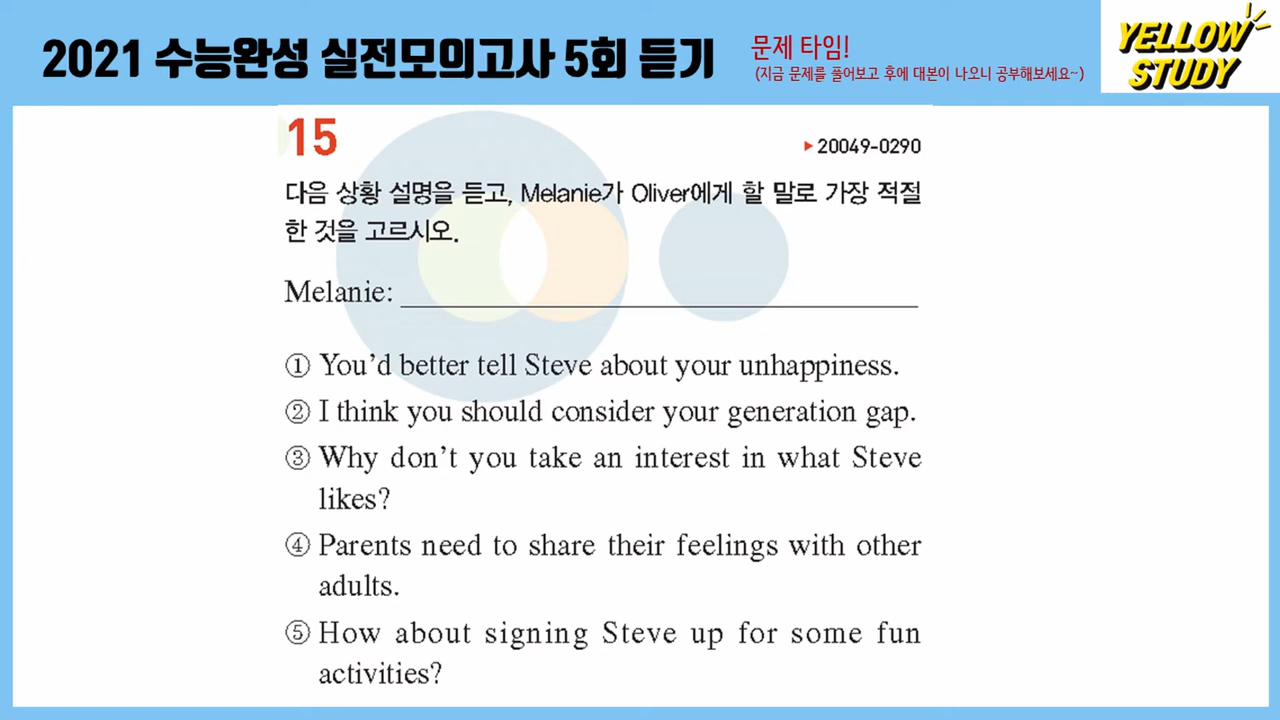 2021 수능완성 실전모의고사 5회 듣기
문제 타임!
(지금 문제를 풀어보고 후에 대본이 나오니 공부해보세요~)
YELLOW
STUDY
15
▶20049-0290
다음 상황 설명을 듣고, Melanie가 Oliver에게 할 말로 가장 적절
한 것을 고르시오.
Melanie:
① You’d better tell Steve about your unhappiness.
② I think you should consider your generation gap.
③ Why don’t you take an interest in what Steve
likes?
④ Parents need to share their feelings with other
adults.
⑤ How about signing Steve up for some fun
activities?